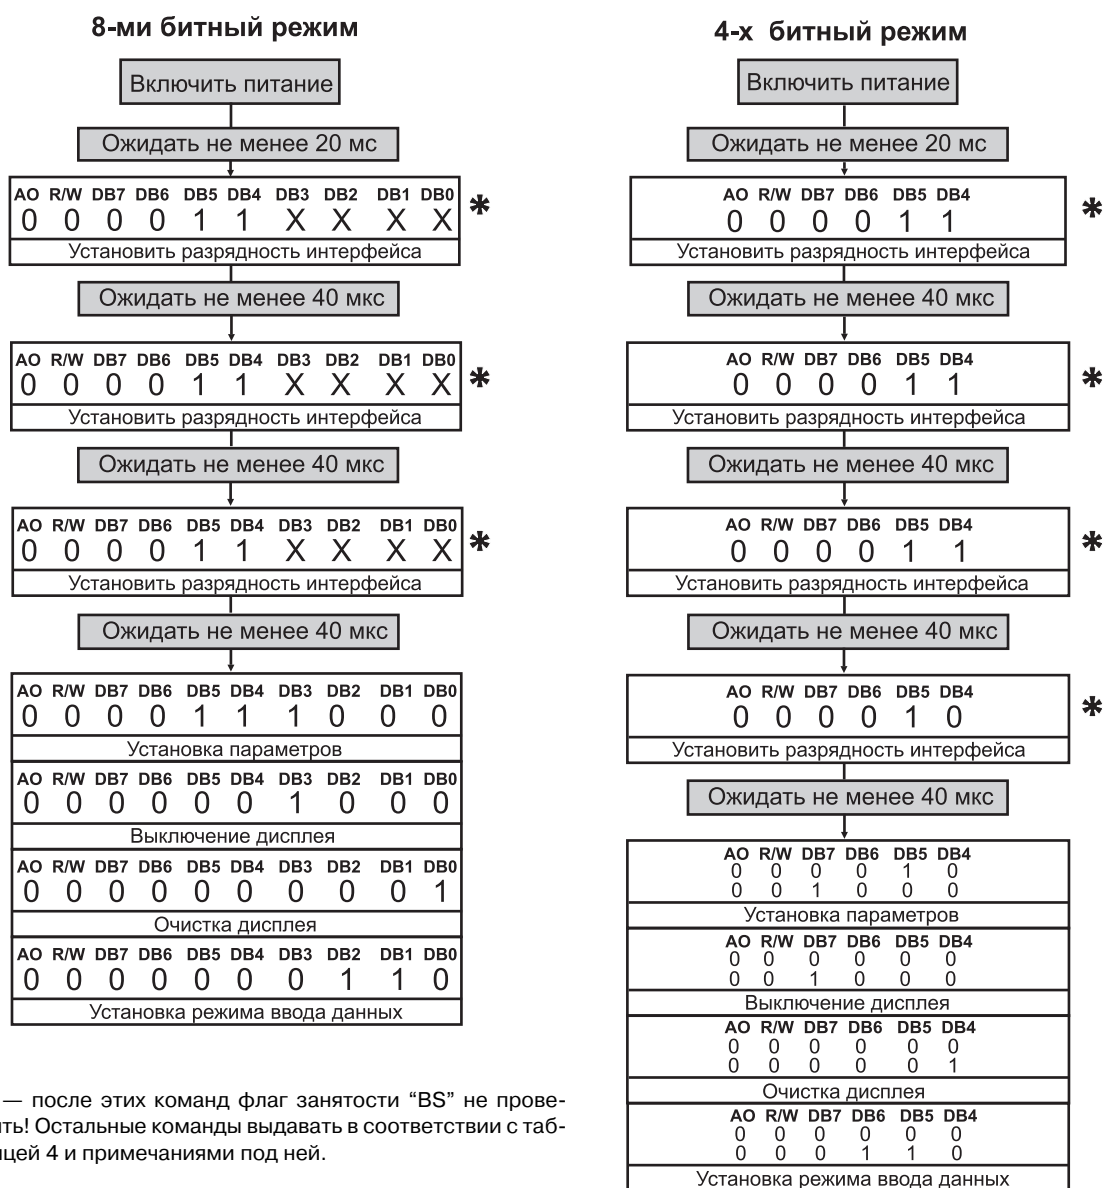 8-ми битный режим
Включить питание
Ожидать не менее 20 мс
AO R/W DB7 DB6 DB5 DB4 DB3 DB2 DB1 DB0
0 0 0 0 1 1 X X X X *
Установить разрядность интерфейса
Ожидать не менее 40 мкс
AO R/W DB7 DB6 DB5 DB4 DB3 DB2 DB1 DB0
0 0 0 0 1 1 X X X X *
Установить разрядность интерфейса
Ожидать не менее 40 мкс
AO R/W DB7 DB6 DB5 DB4 DB3 DB2 DB1 DB0
0 0 0 0 1 1 X X X X *
Установить разрядность интерфейса
Ожидать не менее 40 мкс
AO R/W DB7 DB6 DB5 DB4 DB3 DB2 DB1 DB0
0 0 0 0 1 1 1 0 0 0
Установка параметров
AO R/W DB7 DB6 DB5 DB4 DB3 DB2 DB1 DB0
0 0 0 0 0 0 1 0 0 0
Выключение дисплея
AO R/W DB7 DB6 DB5 DB4 DB3 DB2 DB1 DB0
0 0 0 0 0 0 0 0 0 1
Очистка дисплея
AO R/W DB7 DB6 DB5 DB4 DB3 DB2 DB1 DB0
0 0 0 0 0 0 0 1 1 0
Установка режима ввода данных
— после этих команд флаг занятости “BS” не прове-
ть! Остальные команды выдавать в соответствии с таб-
цей 4 и примечаниями под ней.
4-х битный режим
Включить питание
Ожидать не менее 20 мс
AO R/W DB7 DB6 DB5 DB4
0 0 0 0 1 1 *
Установить разрядность интерфейса
Ожидать не менее 40 мкс
AO R/W DB7 DB6 DB5 DB4
0 0 0 0 1 1 *
Установить разрядность интерфейса
Ожидать не менее 40 мкс
AO R/W DB7 DB6 DB5 DB4
0 0 0 0 1 1 *
Установить разрядность интерфейса
Ожидать не менее 40 мкс
AO R/W DB7 DB6 DB5 DB4
0 0 0 0 1 0 *
Установить разрядность интерфейса
Ожидать не менее 40 мкс
AO R/W DB7 DB6 DB5 DB4
0 0 0 0 1 0
0 0 1 0 0 0
Установка параметров
AO R/W DB7 DB6 DB5 DB4
0 0 0 0 0 0
0 0 1 0 0 0
Выключение дисплея
AO R/W DB7 DB6 DB5 DB4
0 0 0 0 0 0
0 0 0 0 0 1
Очистка дисплея
AO R/W DB7 DB6 DB5 DB4
0 0 0 0 0 0
0 0 0 1 1 0
Установка режима ввода данных